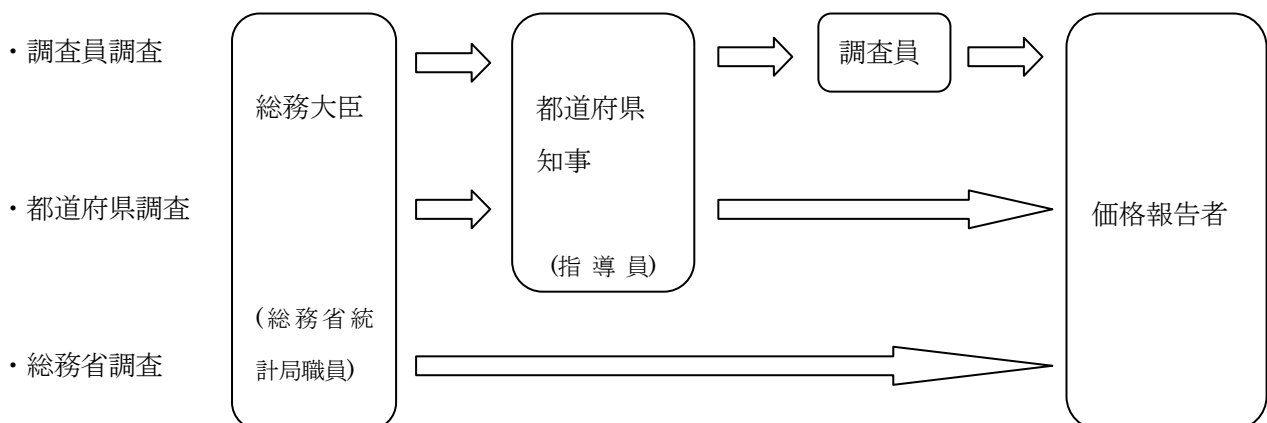 ・調査員調査
総務大臣
(総務省統
計局職員)
都道府県
知事
(指導員)
調査員
価格報告者
・都道府県調査
・総務省調査